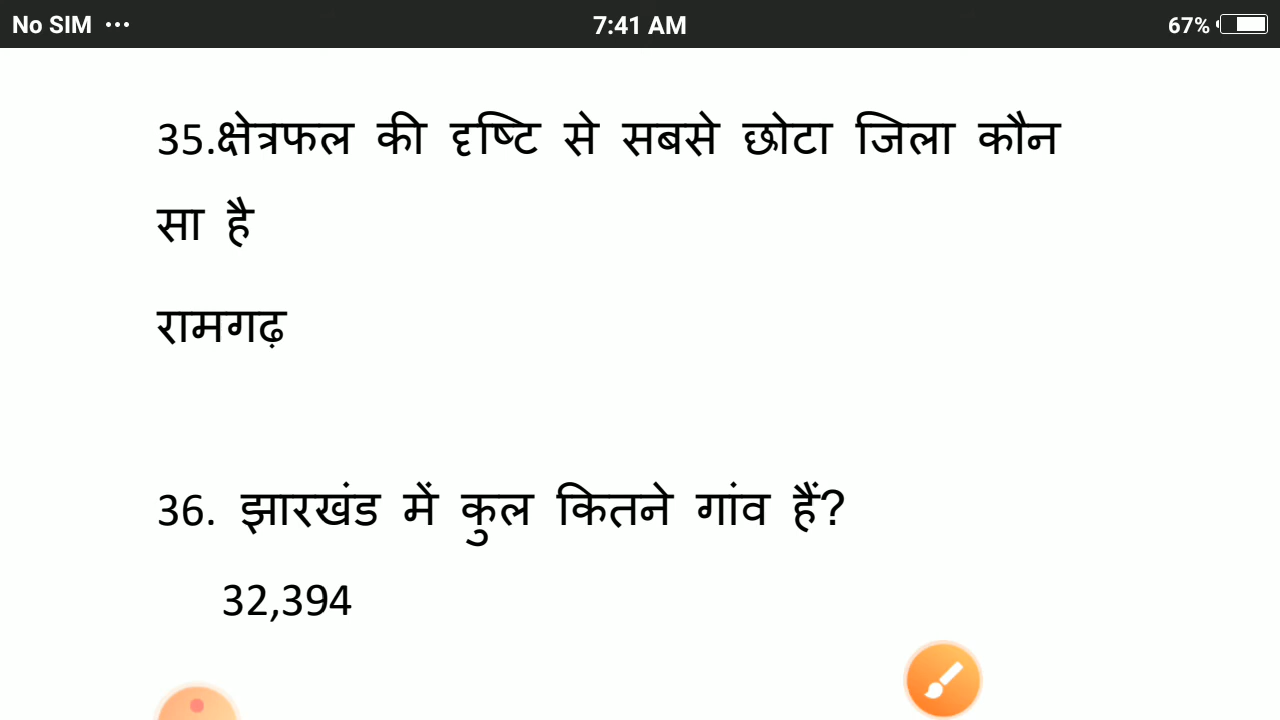 No SIM ••• 7:41 AM 67%
35.क्षेत्रफल की दृष्टि से सबसे छोटा जिला कौन
सा है
रामगढ़
36. झारखंड में कुल कितने गांव हैं?
32,394